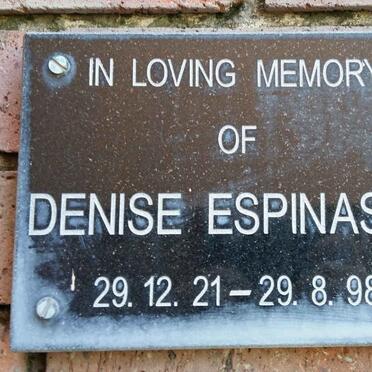 IN LOVING MEMORY
OF
DENISE ESPINAS
29.12.21 – 29.8.98